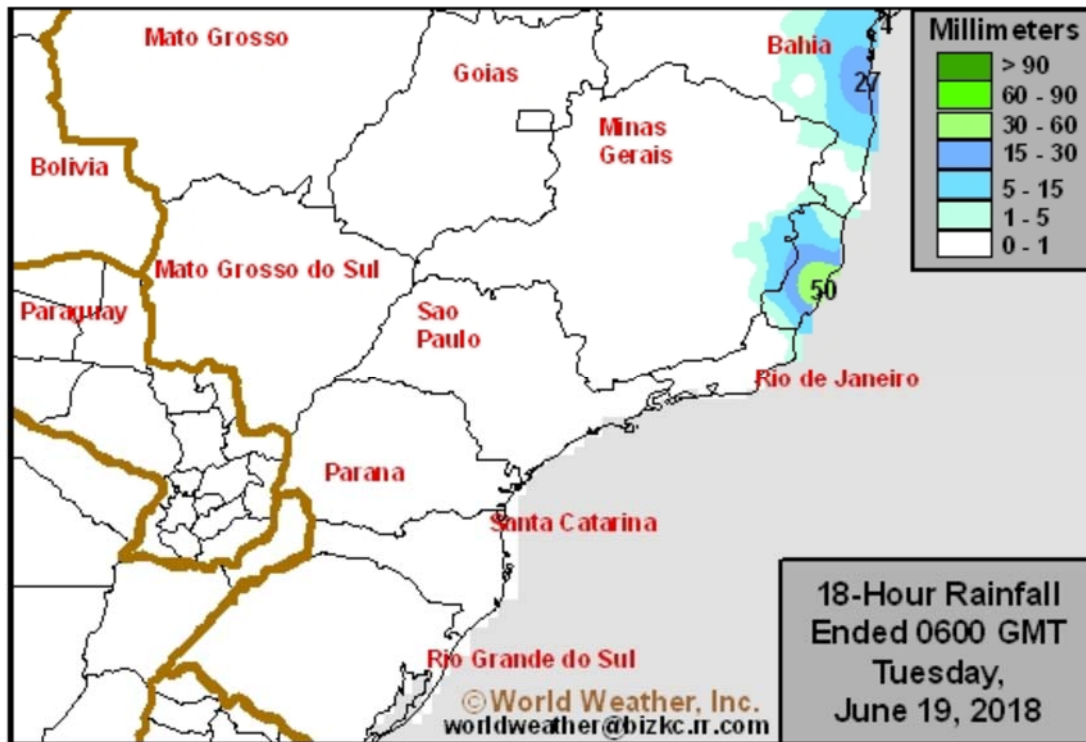 Mato Grosso
Goias
Bahia
4
27
Minas
Gerais
Bolivia
Mato Grosso do Sul
50
Paraguay
Sao
Paulo
Rio de Janeiro
Parana
Santa Catarina
Rio Grande do Sul
©World Weather, Inc.
worldweather@bizkc.rr.com
Millimeters
> 90
60 - 90
30 - 60
15 - 30
5 - 15
1 - 5
0 - 1
18-Hour Rainfall
Ended 0600 GMT
Tuesday,
June 19, 2018